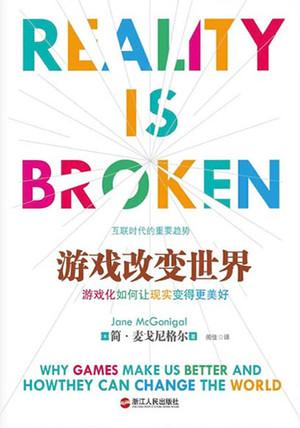 REALITY
IS
BROKEN
互联时代的重要趋势
游戏改变世界
游戏化如何让现实变得更美好
Jane McGonigal
美 简·麦戈尼格尔 著
闾佳 译
WHY GAMES MAKE US BETTER AND
HOWTHEY CAN CHANGE THE WORLD
浙江人民出版社